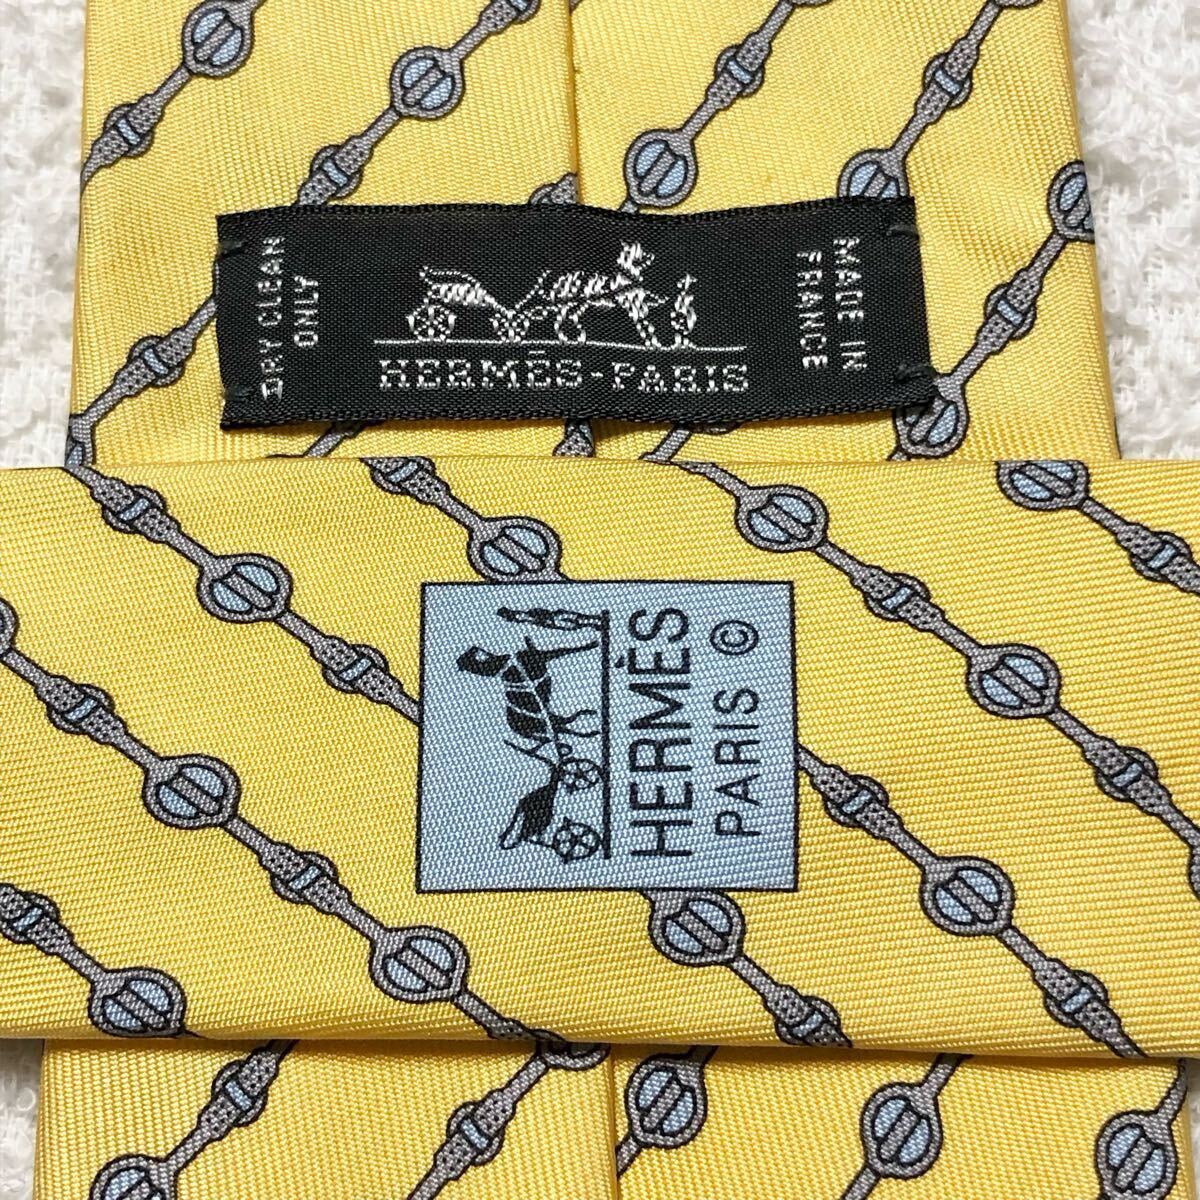 DRY CLEAN
ONLY
HERMÈS-PARIS
MADE IN
FRANCE
HERMÈS
PARIS ©